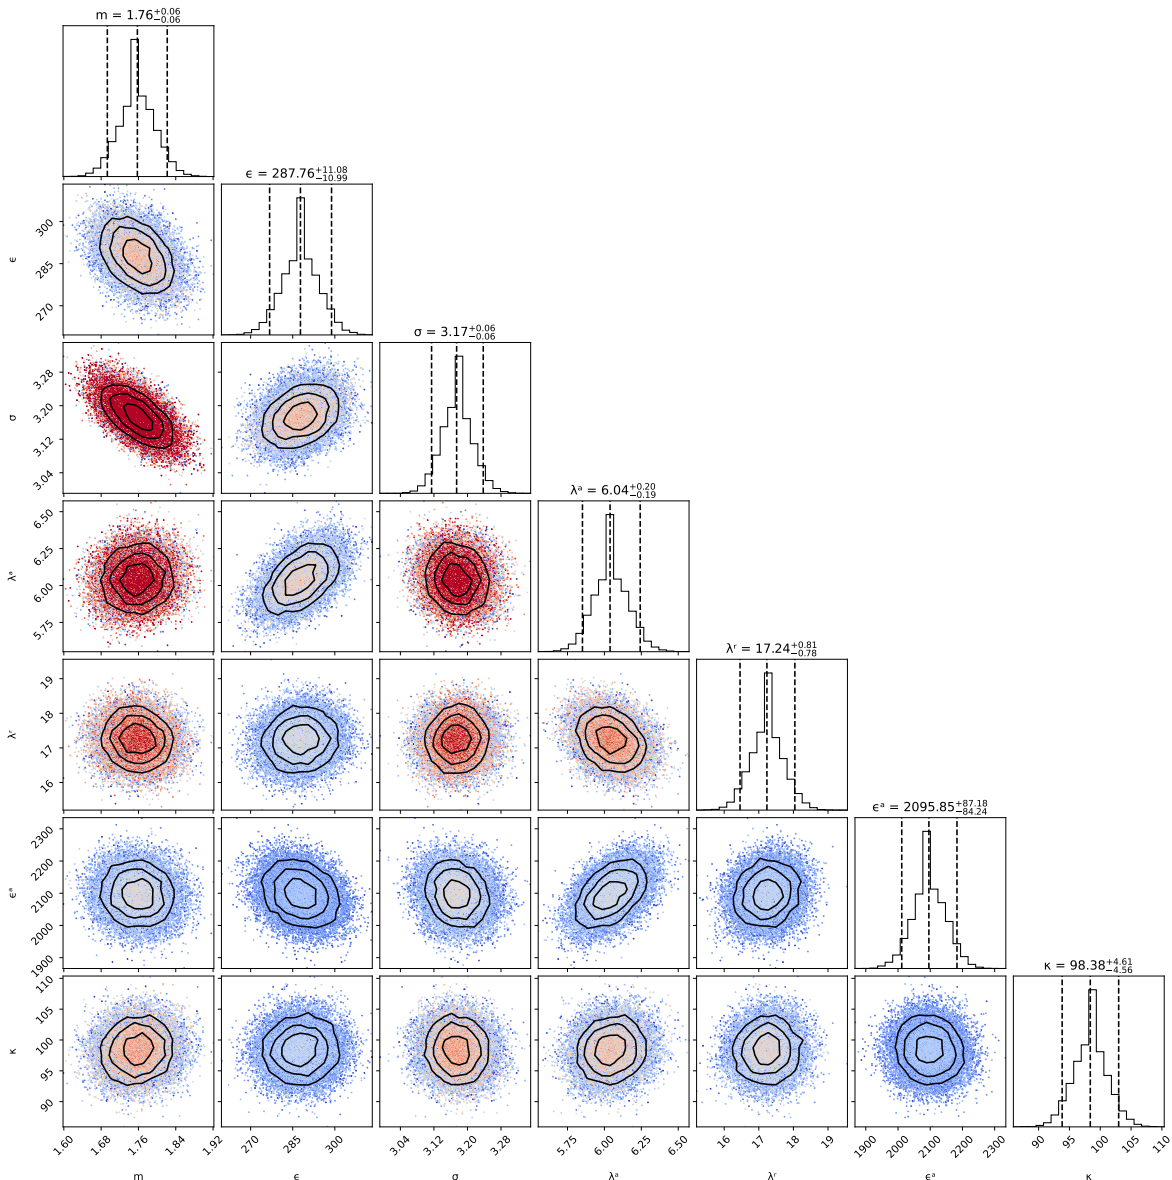 m = 1.76+0.06−0.06
ϵ = 287.76+11.08−10.99
ϵ
300
285
270
σ = 3.17+0.06−0.06
σ
3.28
3.20
3.12
3.04
λᵃ = 6.04+0.20−0.19
λᵃ
6.50
6.25
6.00
5.75
λʳ = 17.24+0.81−0.78
λʳ
19
18
17
16
ϵᵃ = 2095.85+87.18−84.24
ϵᵃ
2300
2200
2100
2000
1900
κ = 98.38+4.61−4.56
κ
110
105
100
95
90
1.60 1.68 1.76 1.84 1.92 270 285 300 3.04 3.12 3.20 3.28 5.75 6.00 6.25 6.50 16 17 18 19 1900 2000 2100 2200 2300 90 95 100 105 110
m ϵ σ λᵃ λʳ ϵᵃ κ